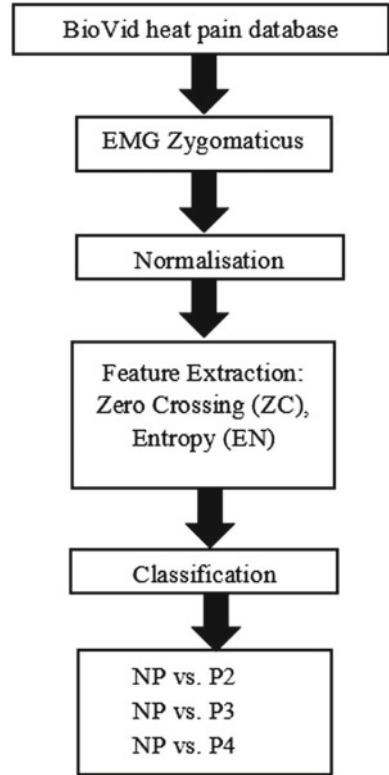 BioVid heat pain database
EMG Zygomaticus
Normalisation
Feature Extraction:
Zero Crossing (ZC),
Entropy (EN)
Classification
NP vs. P2
NP vs. P3
NP vs. P4